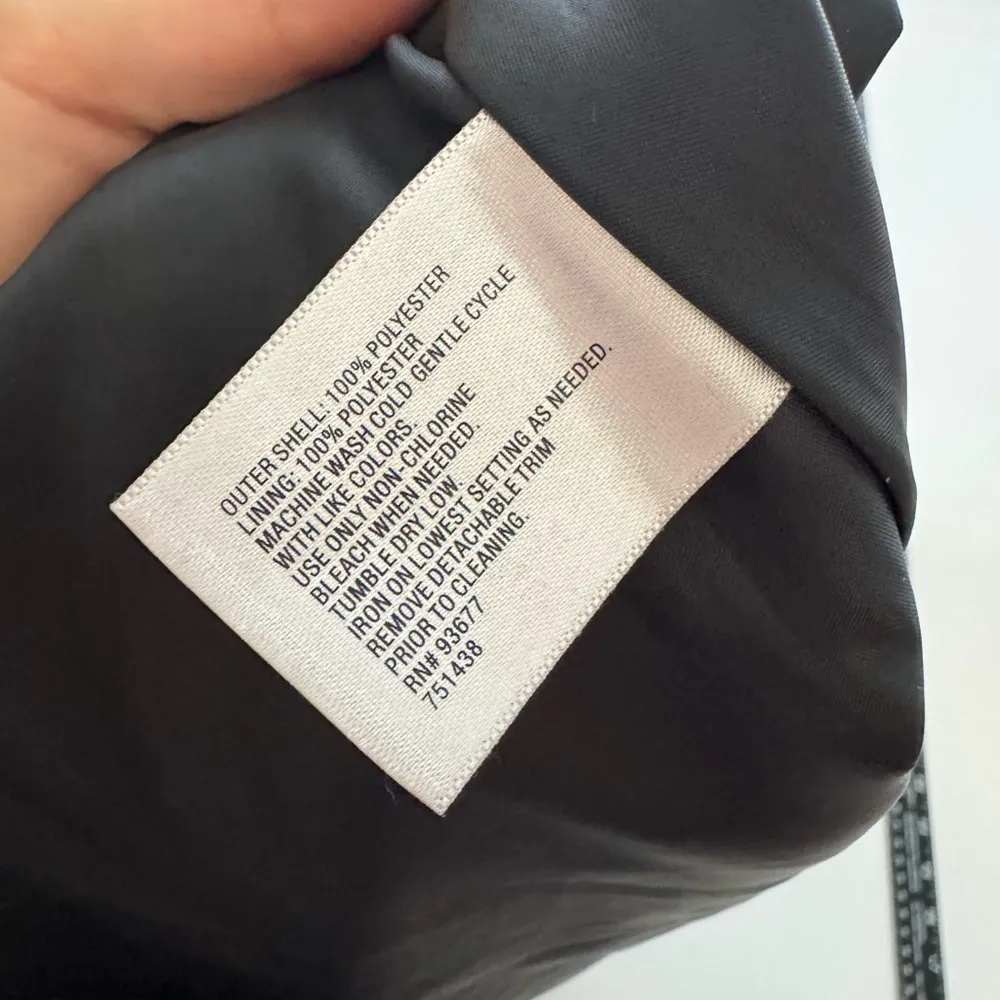 OUTER SHELL: 100% POLYESTER
LINING: 100% POLYESTER
MACHINE WASH COLD GENTLE CYCLE
WITH LIKE COLORS
USE ONLY NON-CHLORINE
BLEACH WHEN NEEDED
TUMBLE DRY LOW
IRON ON LOWEST SETTING AS NEEDED.
REMOVE DETACHABLE TRIM
PRIOR TO CLEANING.
RN# 93677
751438